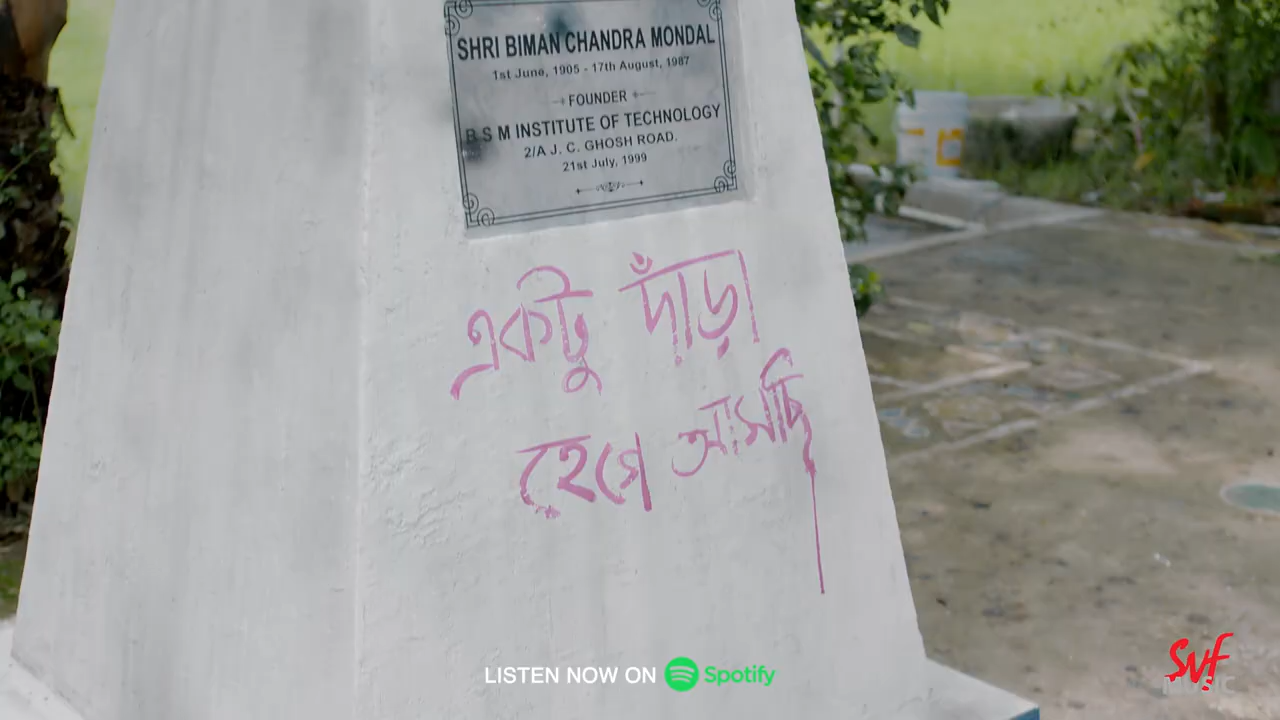 SHRI BIMAN CHANDRA MONDAL
1st June, 1905 - 17th August, 1987
FOUNDER
B S M INSTITUTE OF TECHNOLOGY
2/A J. C. GHOSH ROAD.
21st July, 1999
একটু দাঁড়া
হেগে আসছি
LISTEN NOW ON Spotify
SVF
MUSIC